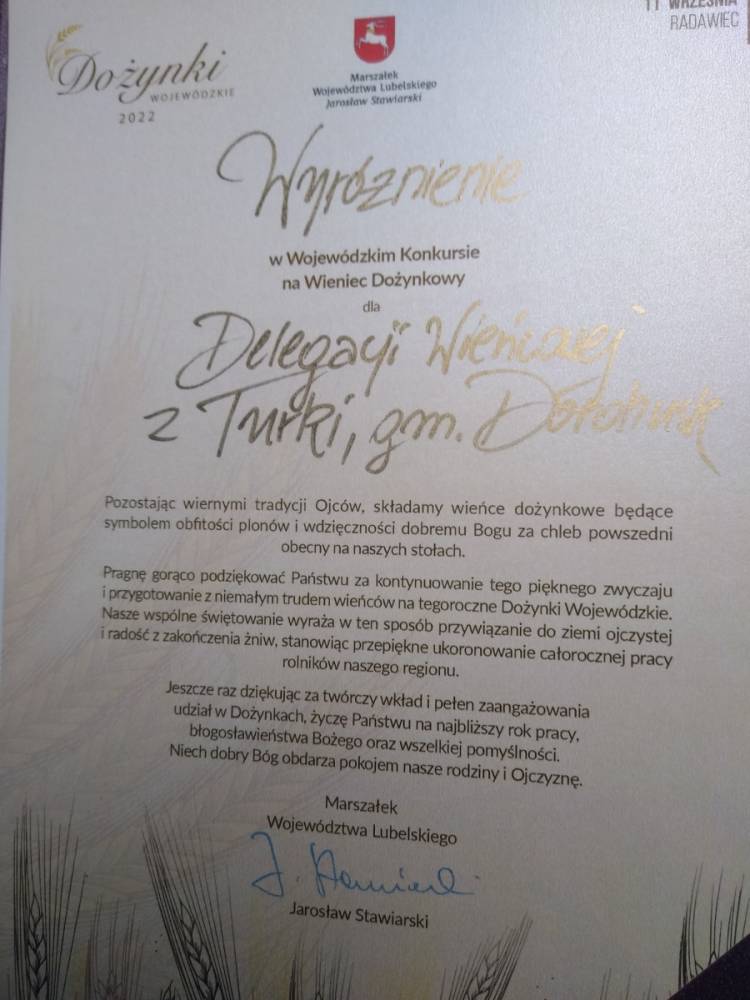 11 WRZEŚNIA
RADAWIEC
Dożynki
WOJEWÓDZKIE
2022
Marszałek
Województwa Lubelskiego
Jarosław Stawiarski
Wyróżnienie
w Wojewódzkim Konkursie
na Wieniec Dożynkowy
dla
Delegacji Wieńcowej
z Turki, gm. Dorohusk
Pozostając wiernymi tradycji Ojców, składamy wieńce dożynkowe będące
symbolem obfitości plonów i wdzięczności dobremu Bogu za chleb powszedni
obecny na naszych stołach.
Pragnę gorąco podziękować Państwu za kontynuowanie tego pięknego zwyczaju
i przygotowanie z niemałym trudem wieńców na tegoroczne Dożynki Wojewódzkie.
Nasze wspólne świętowanie wyraża w ten sposób przywiązanie do ziemi ojczystej
i radość z zakończenia żniw, stanowiąc przepiękne ukoronowanie całorocznej pracy
rolników naszego regionu.
Jeszcze raz dziękując za twórczy wkład i pełen zaangażowania
udział w Dożynkach, życzę Państwu na najbliższy rok pracy,
błogosławieństwa Bożego oraz wszelkiej pomyślności.
Niech dobry Bóg obdarza pokojem nasze rodziny i Ojczyznę.
Marszałek
Województwa Lubelskiego
J. Stawiarski
Jarosław Stawiarski